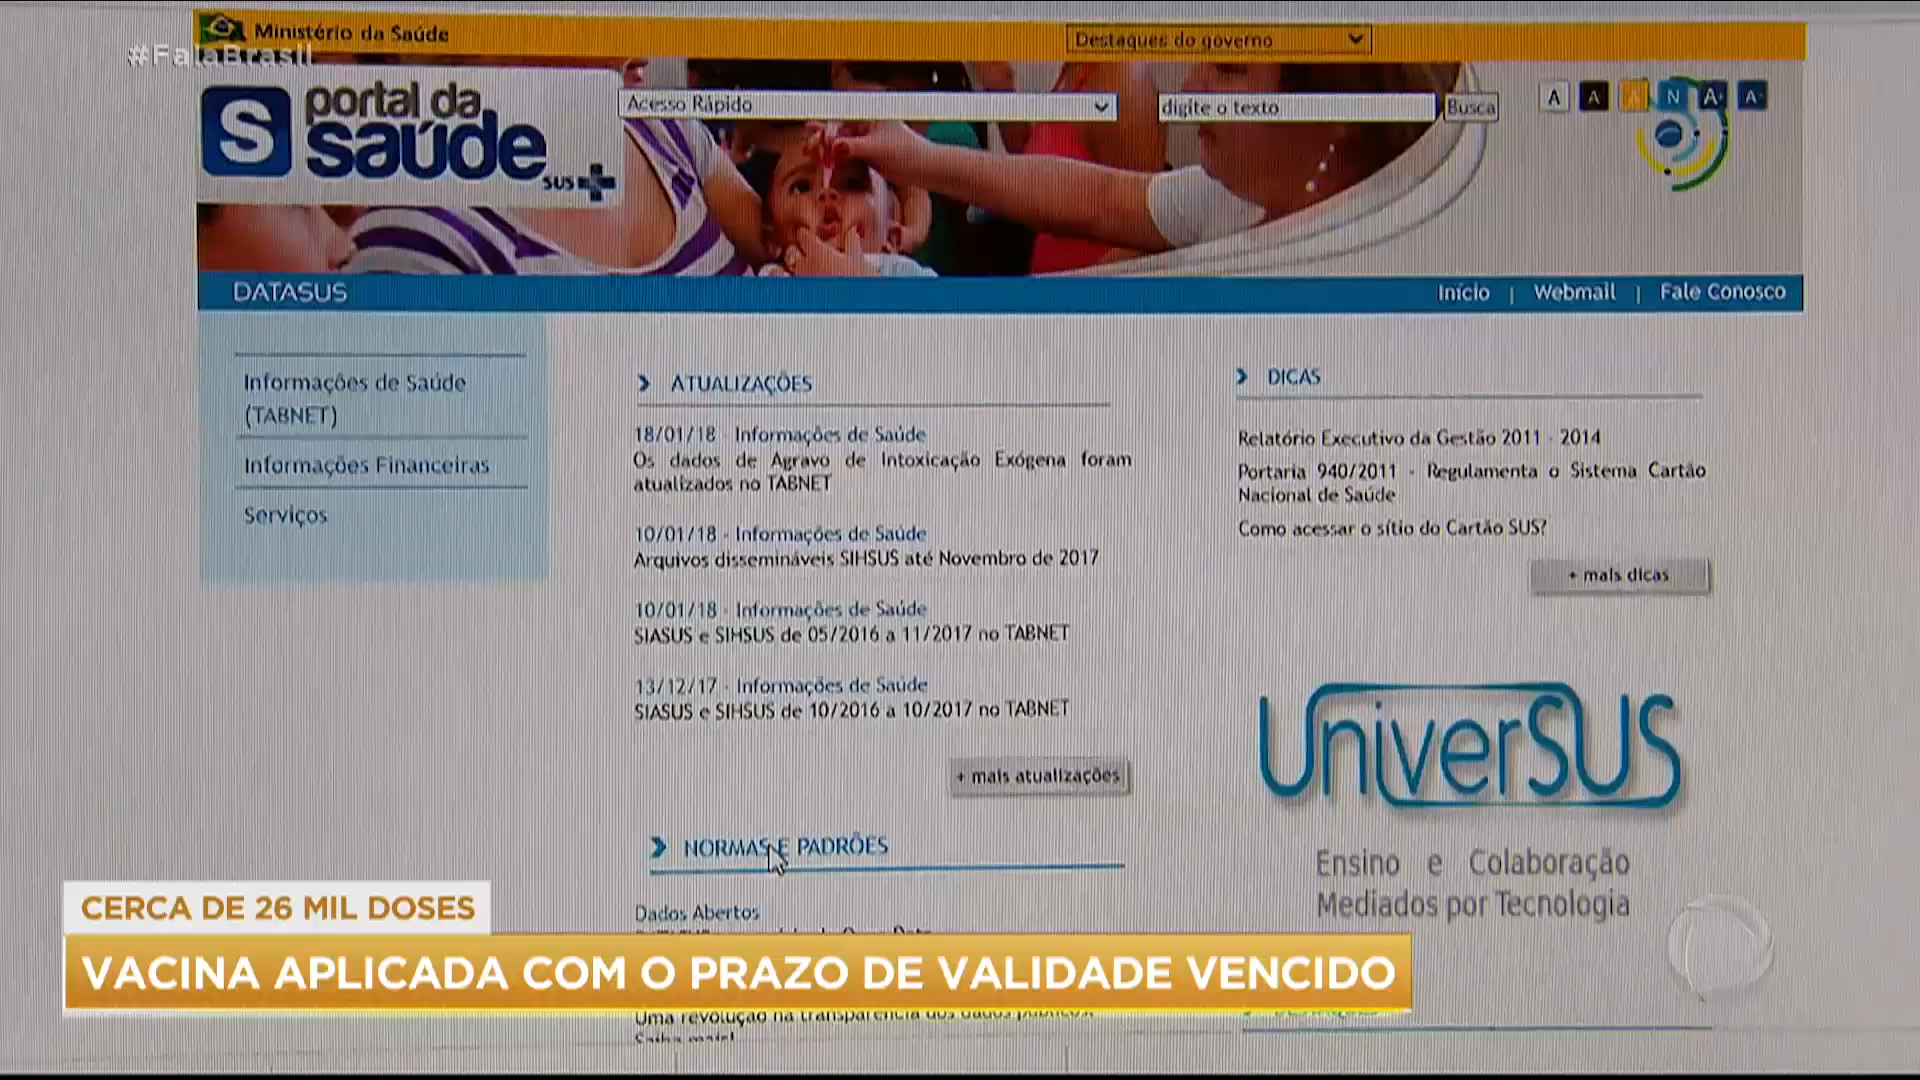 Ministério da Saúde
Destaques do governo
#FalaBrasil
portal da
saúde
SUS
Acesso Rápido
digite o texto
Busca
A A A N A+ A-
DATASUS
Início | Webmail | Fale Conosco
Informações de Saúde
(TABNET)
Informações Financeiras
Serviços
ATUALIZAÇÕES
18/01/18 - Informações de Saúde
Os dados de Agravo de Intoxicação Exógena foram
atualizados no TABNET
10/01/18 - Informações de Saúde
Arquivos dissemináveis SIHSUS até Novembro de 2017
10/01/18 - Informações de Saúde
SIASUS e SIHSUS de 05/2016 a 11/2017 no TABNET
13/12/17 - Informações de Saúde
SIASUS e SIHSUS de 10/2016 a 10/2017 no TABNET
+ mais atualizações
NORMAS E PADRÕES
Dados Abertos
DICAS
Relatório Executivo da Gestão 2011 - 2014
Portaria 940/2011 - Regulamenta o Sistema Cartão
Nacional de Saúde
Como acessar o sítio do Cartão SUS?
+ mais dicas
UniverSUS
Ensino e Colaboração
Mediados por Tecnologia
CERCA DE 26 MIL DOSES
VACINA APLICADA COM O PRAZO DE VALIDADE VENCIDO
Uma revolução na transparência dos dados públicos.